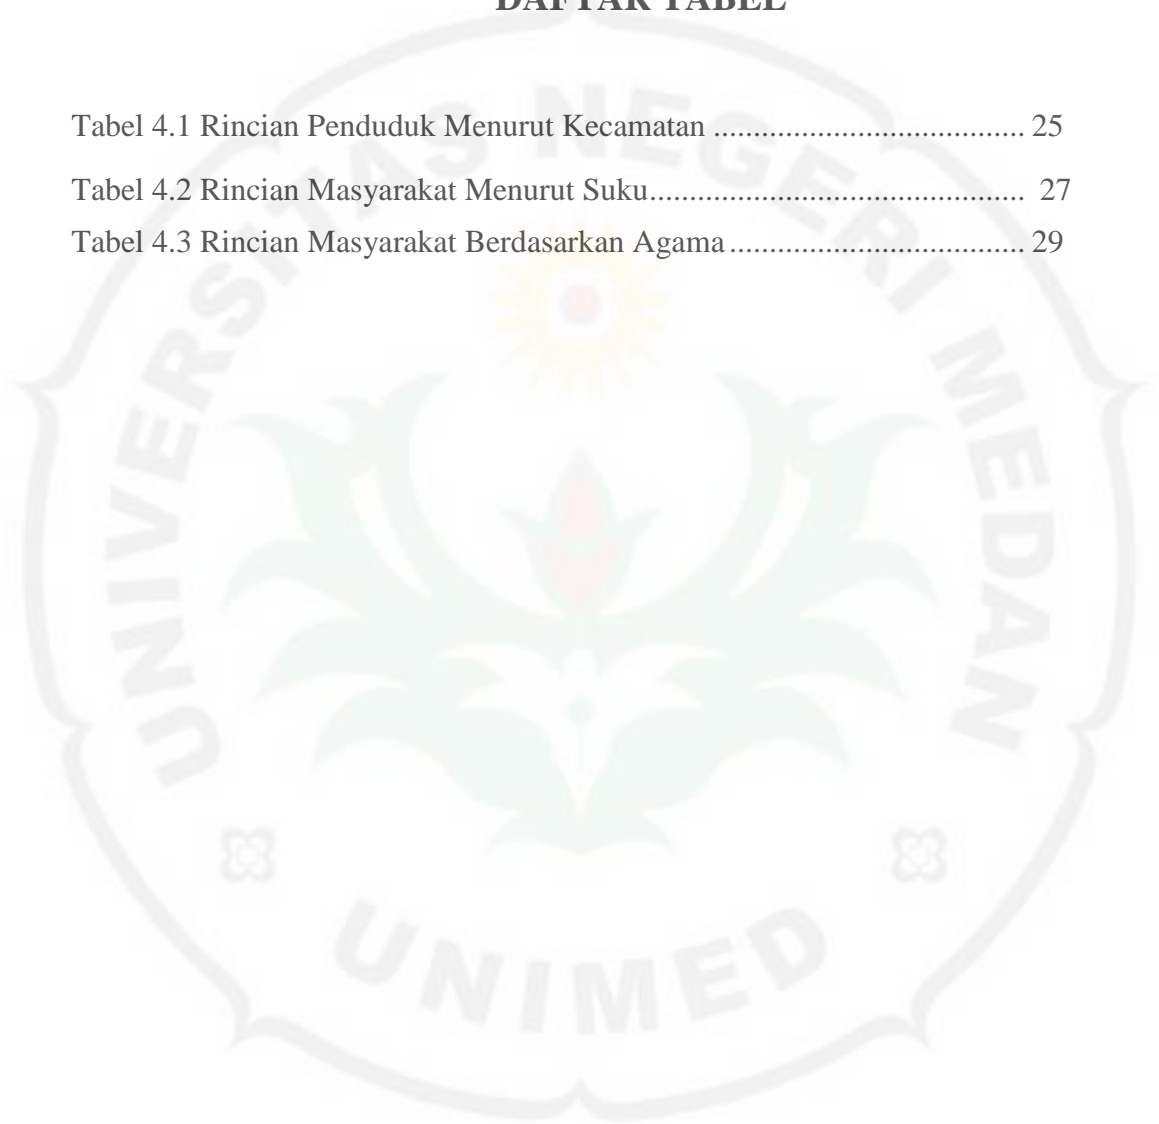 DAFTAR TABEL
Tabel 4.1 Rincian Penduduk Menurut Kecamatan ....................................... 25
Tabel 4.2 Rincian Masyarakat Menurut Suku............................................... 27
Tabel 4.3 Rincian Masyarakat Berdasarkan Agama..................................... 29
UNIVERSITAS NEGERI MEDAN
UNIMED